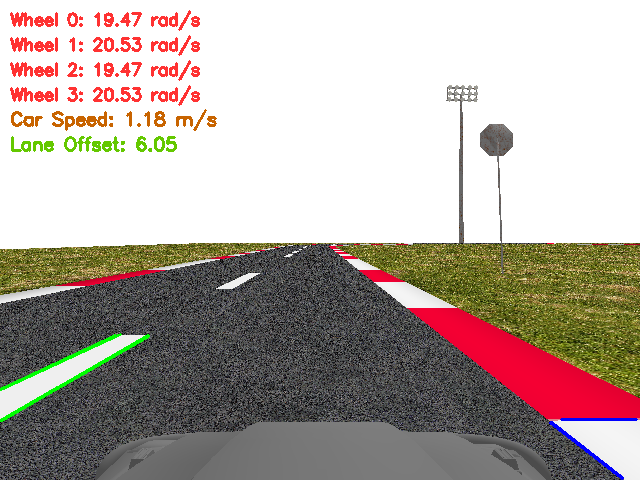 Wheel 0: 19.47 rad/s
Wheel 1: 20.53 rad/s
Wheel 2: 19.47 rad/s
Wheel 3: 20.53 rad/s
Car Speed: 1.18 m/s
Lane Offset: 6.05